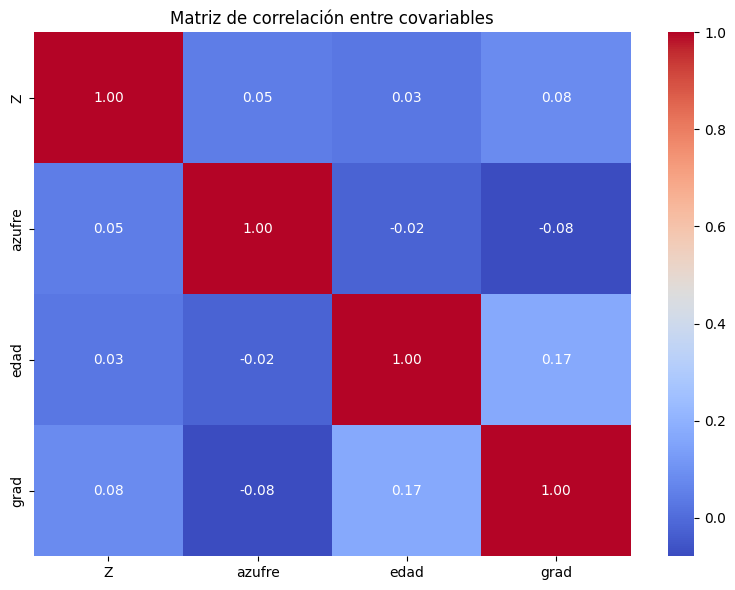 Matriz de correlación entre covariables
Z
1.00
0.05
0.03
0.08
azufre
0.05
1.00
-0.02
-0.08
edad
0.03
-0.02
1.00
0.17
grad
0.08
-0.08
0.17
1.00
Z
azufre
edad
grad
1.0
0.8
0.6
0.4
0.2
0.0